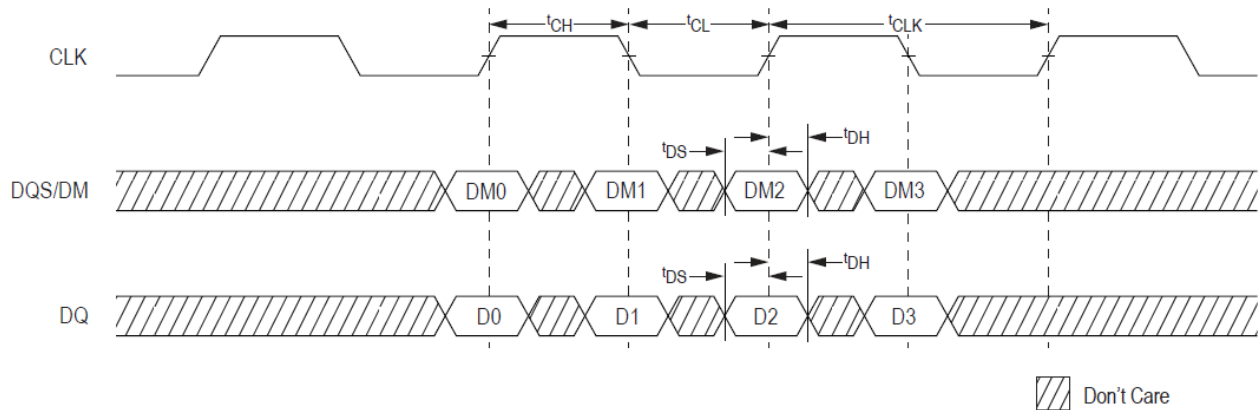 tCH tCL tCLK
CLK
tDS tDH
DQS/DM DM0 DM1 DM2 DM3
tDS tDH
DQ D0 D1 D2 D3
Don't Care